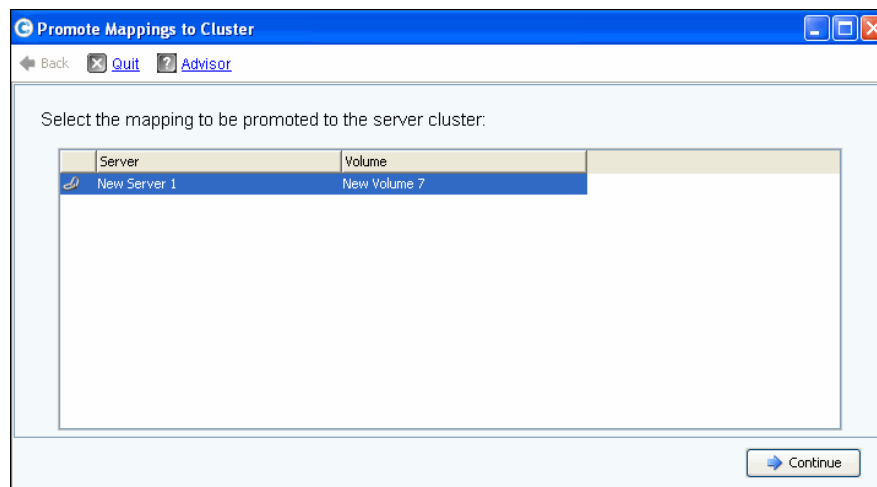 Promote Mappings to Cluster
Back Quit Advisor
Select the mapping to be promoted to the server cluster:
Server Volume
New Server 1 New Volume 7
Continue